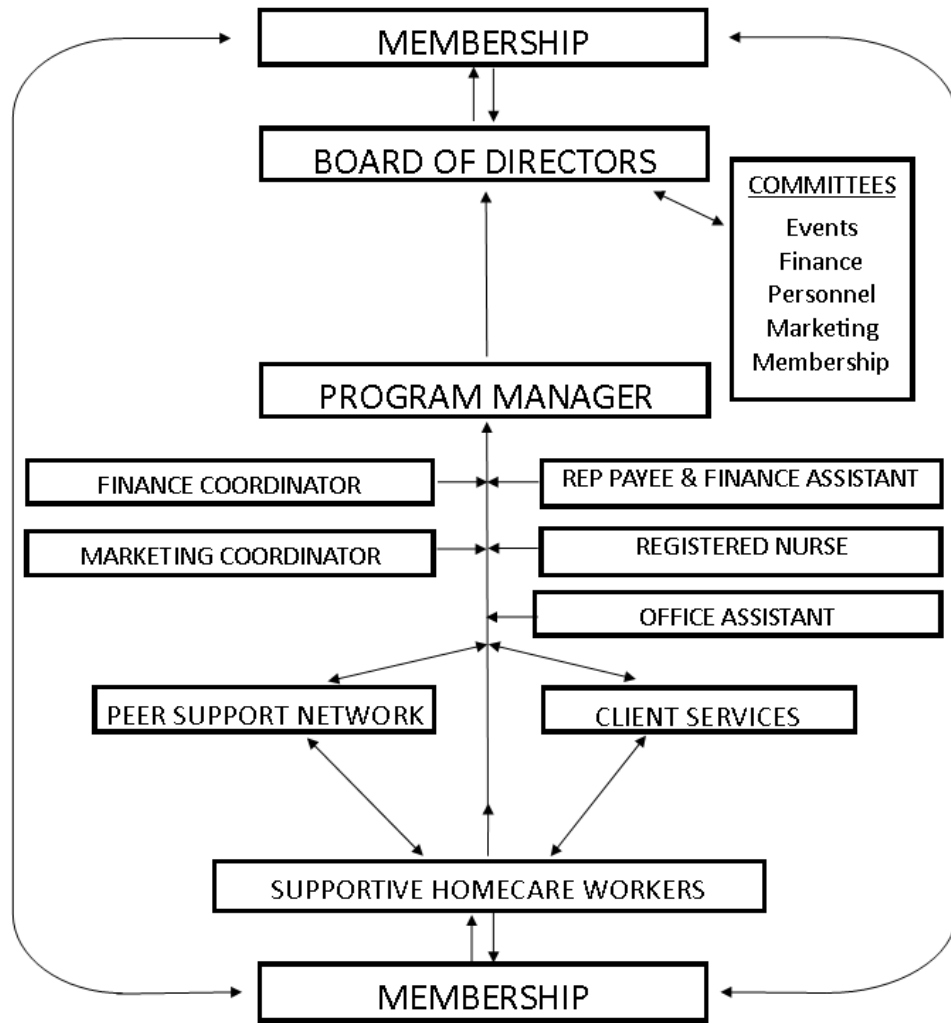 MEMBERSHIP
BOARD OF DIRECTORS
COMMITTEES
Events
Finance
Personnel
Marketing
Membership
PROGRAM MANAGER
FINANCE COORDINATOR
REP PAYEE & FINANCE ASSISTANT
MARKETING COORDINATOR
REGISTERED NURSE
OFFICE ASSISTANT
PEER SUPPORT NETWORK
CLIENT SERVICES
SUPPORTIVE HOMECARE WORKERS
MEMBERSHIP